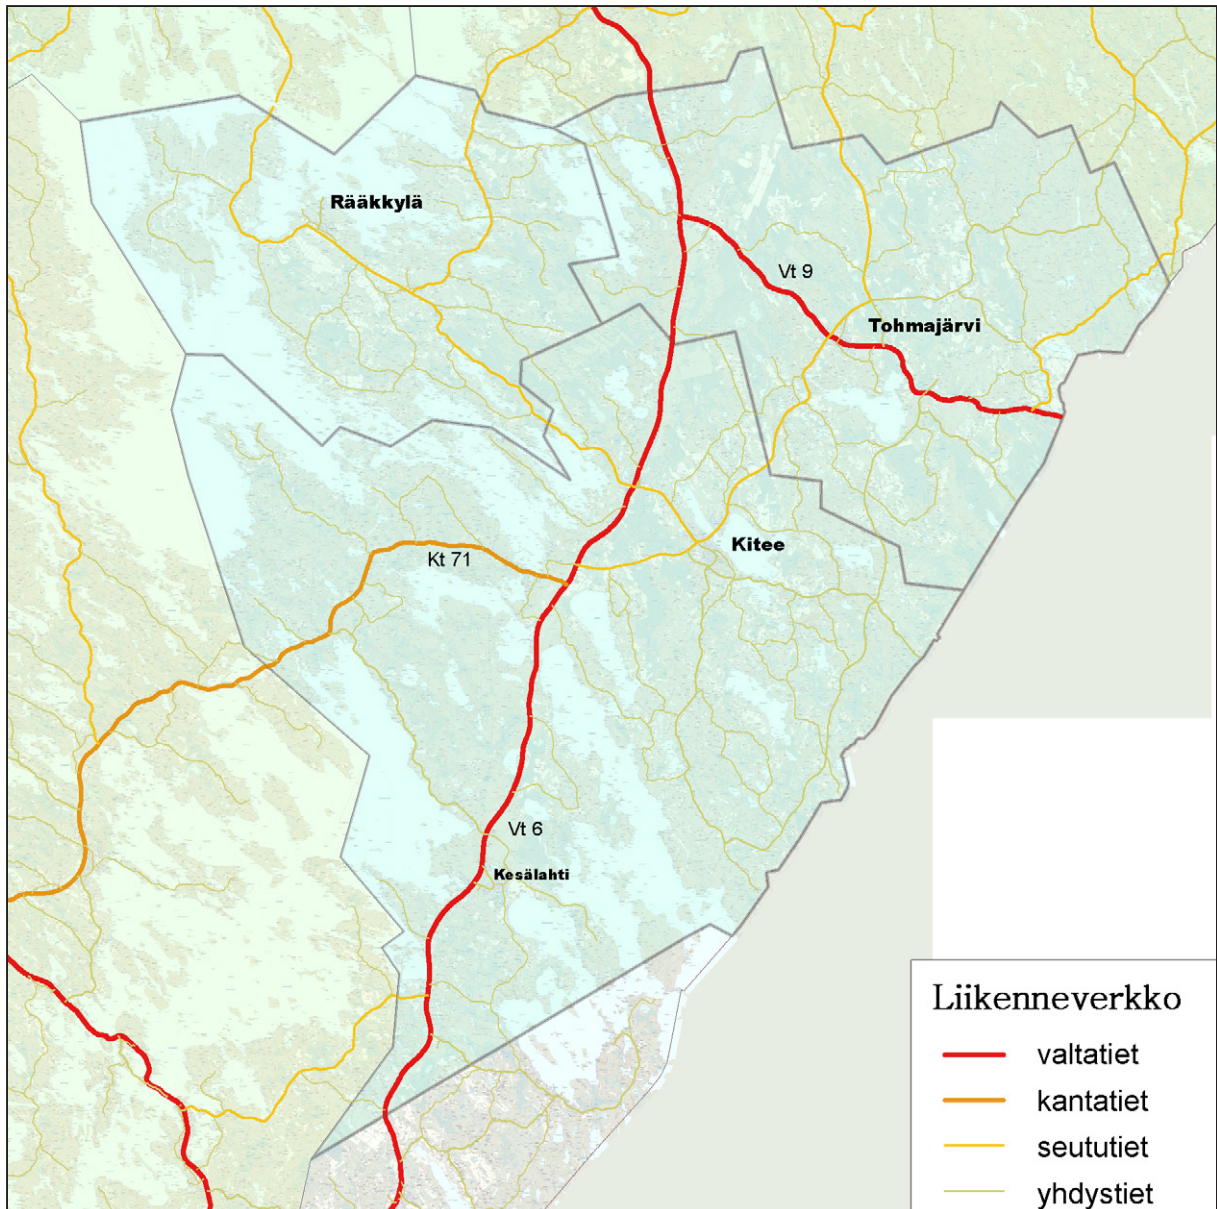 Rääkkylä
Vt 9
Tohmajärvi
Kitee
Kt 71
Vt 6
Kesälahti
Liikenneverkko
valtatiet
kantatiet
seututiet
yhdystiet